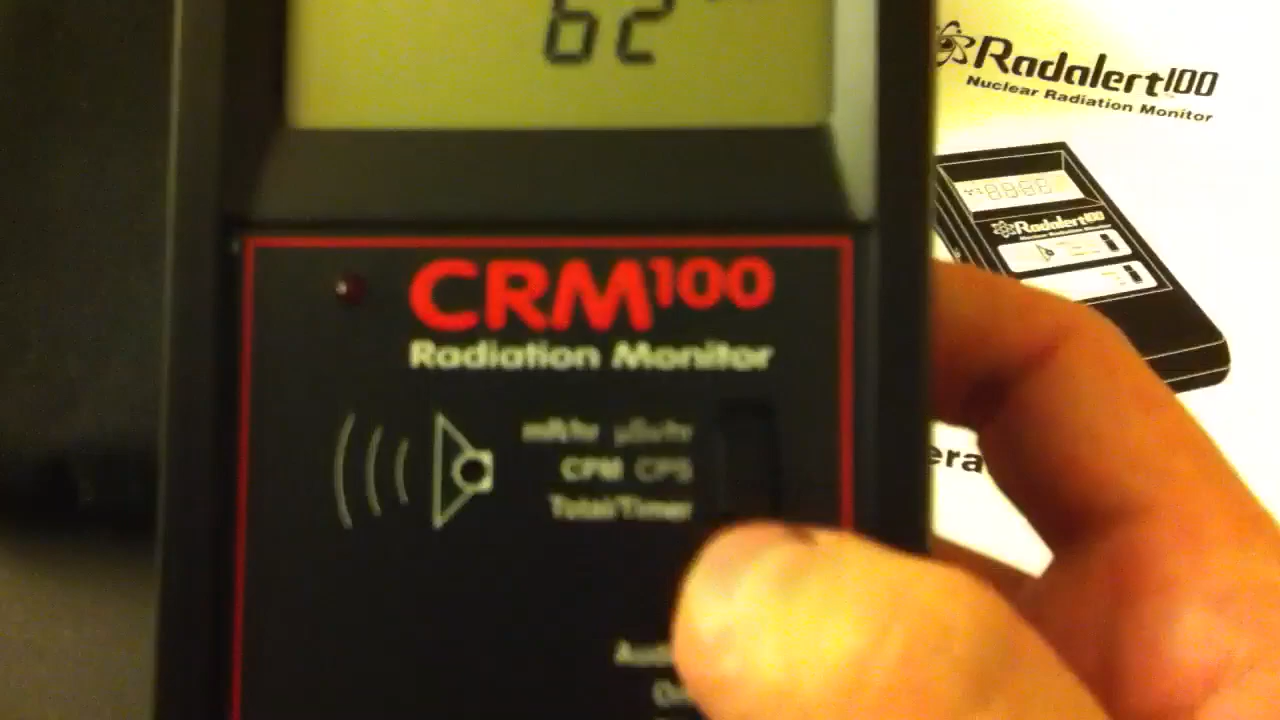 62
CRM100
Radiation Monitor
mR/hr µSv/hr
CPM CPS
Total/Timer
Radalert100
Nuclear Radiation Monitor
Radalert100